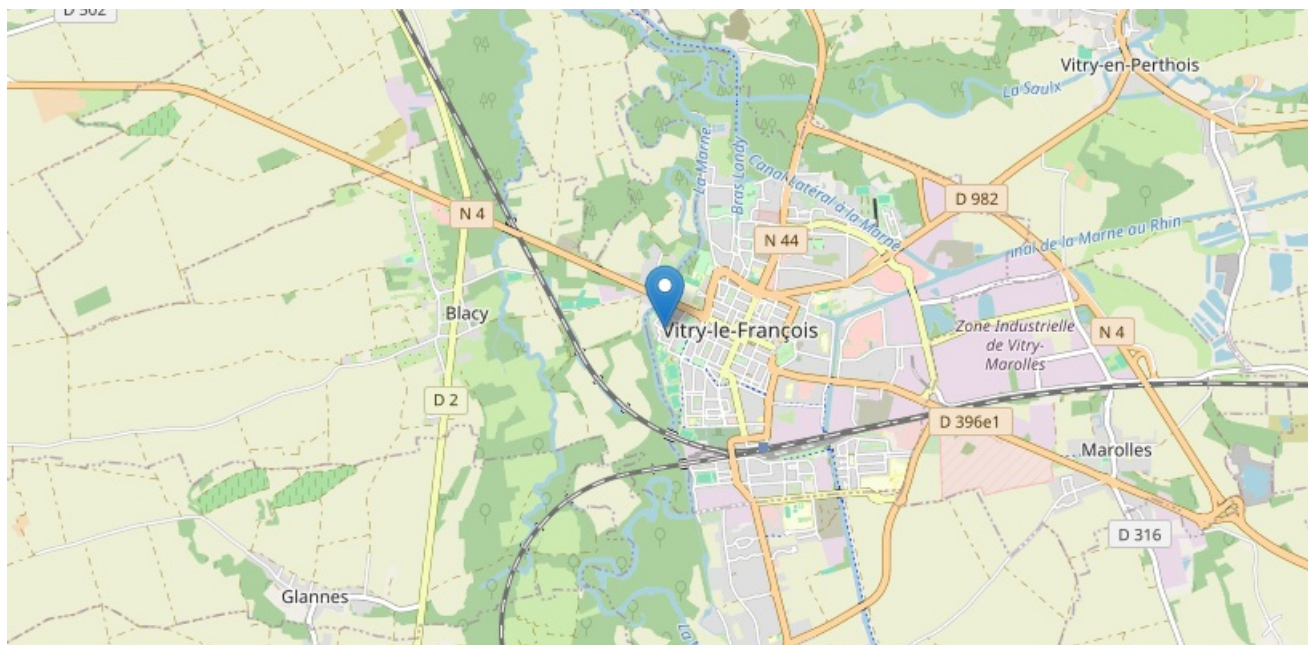 D 302
Vitry-en-Perthois
La Saulx
La Marne
Bras Landy
Canal Latéral à la Marne
D 982
N 4
N 44
nal de la Marne au Rhin
Blacy
Vitry-le-François
Zone Industrielle
de Vitry-
Marolles
N 4
D 2
D 396e1
Marolles
D 316
Glannes
La